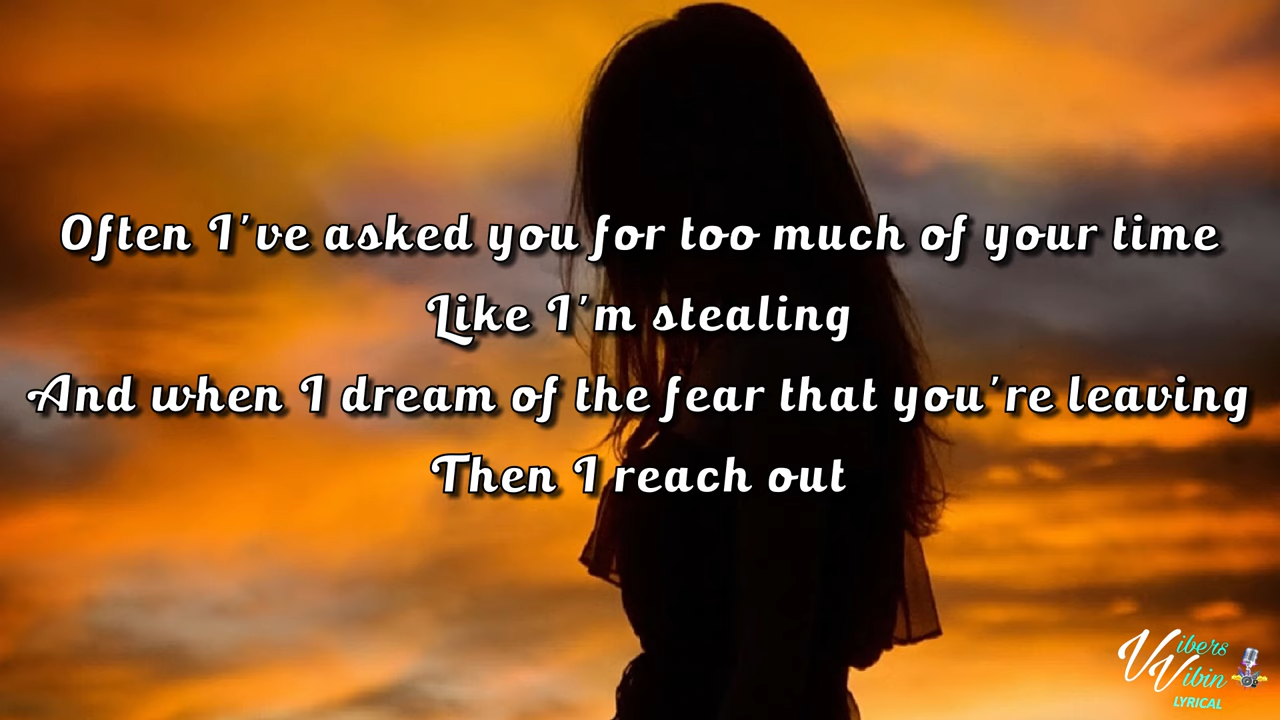 Often I've asked you for too much of your time
Like I'm stealing
And when I dream of the fear that you're leaving
Then I reach out
Vibers
Vibin
LYRICAL